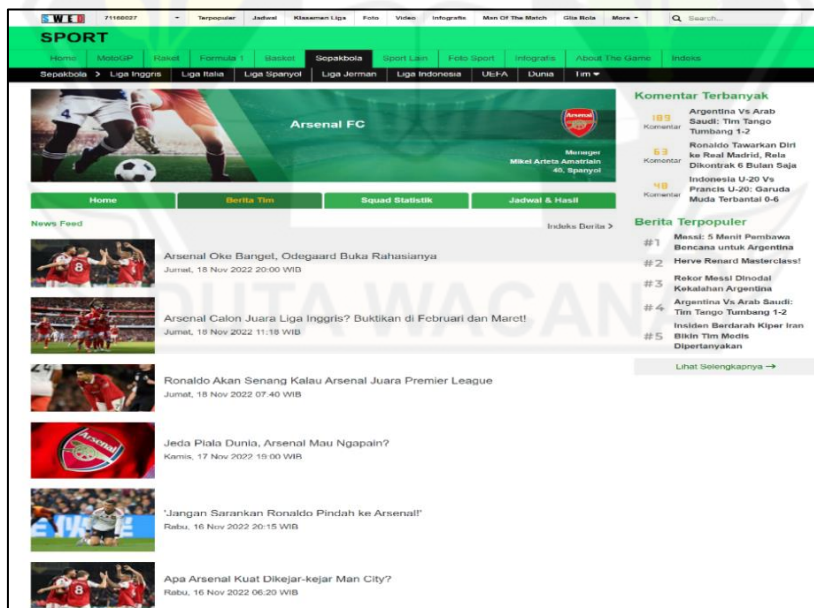 SWED 71180027 Terpopuler Jadwal Klasemen Liga Foto Video Infografis Man Of The Match Gila Bola More Search...
SPORT
Home MotoGP Raket Formula 1 Basket Sepakbola Sport Lain Foto Sport Infografis About The Game Indeks
Sepakbola > Liga Inggris Liga Italia Liga Spanyol Liga Jerman Liga Indonesia UEFA Dunia Tim
Arsenal FC
Arsenal
Manager
Mikel Arteta Amatriain
40, Spanyol
Home Berita Tim Squad Statistik Jadwal & Hasil
News Feed Indeks Berita >
Arsenal Oke Banget, Odegaard Buka Rahasianya
Jumat, 18 Nov 2022 20:00 WIB
Arsenal Calon Juara Liga Inggris? Buktikan di Februari dan Maret!
Jumat, 18 Nov 2022 11:18 WIB
Ronaldo Akan Senang Kalau Arsenal Juara Premier League
Jumat, 18 Nov 2022 07:40 WIB
Arsenal
Jeda Piala Dunia, Arsenal Mau Ngapain?
Kamis, 17 Nov 2022 19:00 WIB
'Jangan Sarankan Ronaldo Pindah ke Arsenal!'
Rabu, 16 Nov 2022 20:15 WIB
Apa Arsenal Kuat Dikejar-kejar Man City?
Rabu, 16 Nov 2022 06:20 WIB
Komentar Terbanyak
189
Komentar
Argentina Vs Arab
Saudi: Tim Tango
Tumbang 1-2
63
Komentar
Ronaldo Tawarkan Diri
ke Real Madrid, Rela
Dikontrak 6 Bulan Saja
48
Komentar
Indonesia U-20 Vs
Prancis U-20: Garuda
Muda Terbantai 0-6
Berita Terpopuler
#1 Messi: 5 Menit Pembawa
Bencana untuk Argentina
#2 Herve Renard Masterclass!
#3 Rekor Messi Dinodai
Kekalahan Argentina
#4 Argentina Vs Arab Saudi:
Tim Tango Tumbang 1-2
#5 Insiden Berdarah Kiper Iran
Bikin Tim Medis
Dipertanyakan
Lihat Selengkapnya →
DUTA WACANA